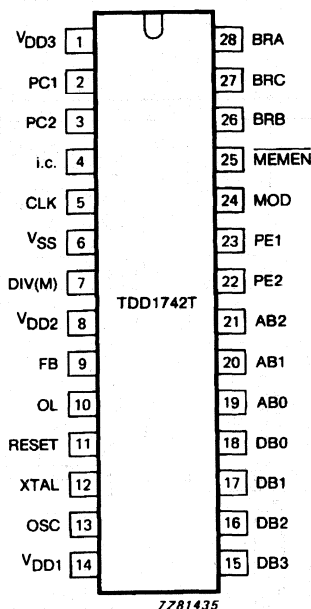 VDD3 1 28 BRA
PC1 2 27 BRC
PC2 3 26 BRB
i.c. 4 25 MEMEN
CLK 5 24 MOD
VSS 6 23 PE1
DIV(M) 7 22 PE2
TDD1742T
VDD2 8 21 AB2
FB 9 20 AB1
OL 10 19 AB0
RESET 11 18 DB0
XTAL 12 17 DB1
OSC 13 16 DB2
VDD1 14 15 DB3
7Z81435